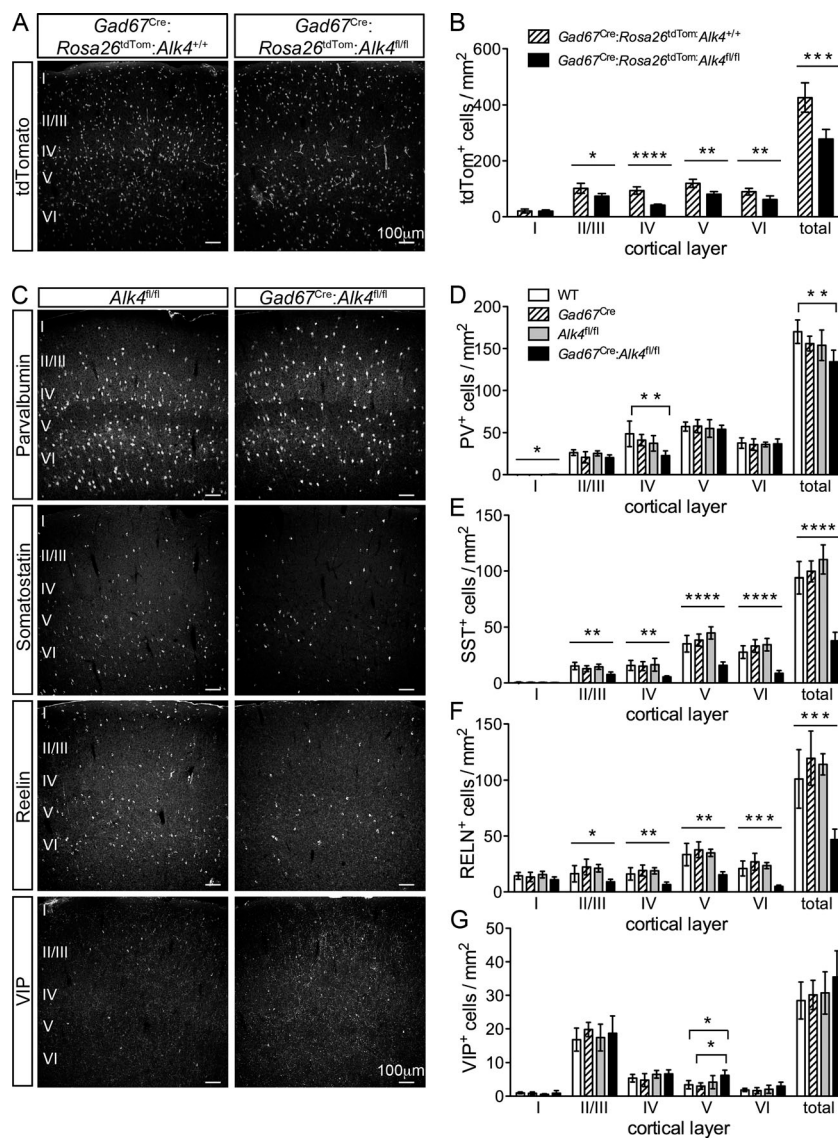 A
Gad67Cre:
Rosa26tdTom:Alk4+/+
Gad67Cre:
Rosa26tdTom:Alk4fl/fl
tdTomato
I
II/III
IV
V
VI
100μm
B
Gad67Cre:Rosa26tdTom:Alk4+/+
Gad67Cre:Rosa26tdTom:Alk4fl/fl
tdTom+ cells / mm2
600
400
200
0
* **** ** ** ***
I II/III IV V VI total
cortical layer
C
Alk4fl/fl
Gad67Cre:Alk4fl/fl
Parvalbumin
I
II/III
IV
V
VI
Somatostatin
I
II/III
IV
V
VI
Reelin
I
II/III
IV
V
VI
VIP
I
II/III
IV
V
VI
100μm
D
WT
Gad67Cre
Alk4fl/fl
Gad67Cre:Alk4fl/fl
PV+ cells / mm2
200
150
100
50
0
* ** **
I II/III IV V VI total
cortical layer
E
SST+ cells / mm2
150
100
50
0
** ** **** **** ****
I II/III IV V VI total
cortical layer
F
RELN+ cells / mm2
150
100
50
0
* ** ** *** ***
I II/III IV V VI total
cortical layer
G
VIP+ cells / mm2
50
40
30
20
10
0
*
*
I II/III IV V VI total
cortical layer